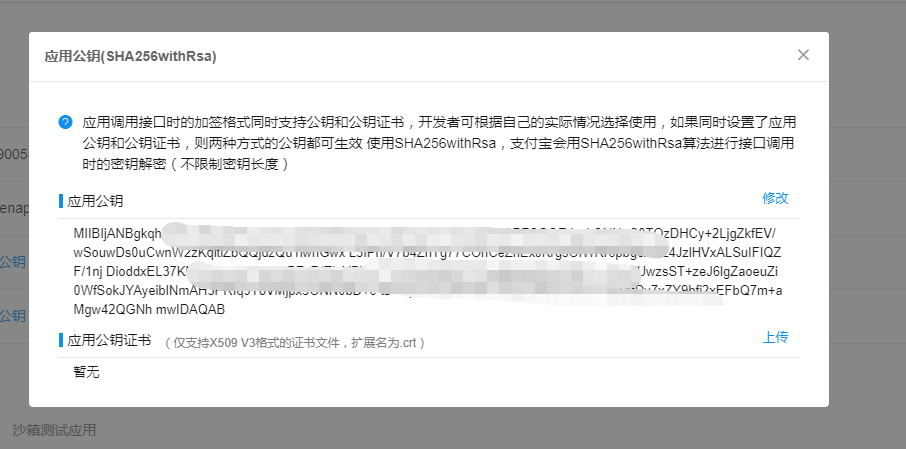 应用公钥(SHA256withRsa)
应用调用接口时的加签格式同时支持公钥和公钥证书，开发者可根据自己的实际情况选择使用，如果同时设置了应用
公钥和公钥证书，则两种方式的公钥都可生效 使用SHA256withRsa，支付宝会用SHA256withRsa算法进行接口调用
时的密钥解密（不限制密钥长度）
9005
enap
应用公钥
修改
MIIBIjANBgkqh TQzDHCy+2LjgZkfEV/
wSouwDs0uCwnW2zKqltlZbQQjdzQu
F/1nj DioddxEL37K UwzsST+zeJ6lgZaoeuZi
0WfSokJYAyeibINmAH
Mgw42QGNh mwIDAQAB
公钥
公钥
应用公钥证书 （仅支持X509 V3格式的证书文件，扩展名为.crt）
上传
暂无
沙箱测试应用